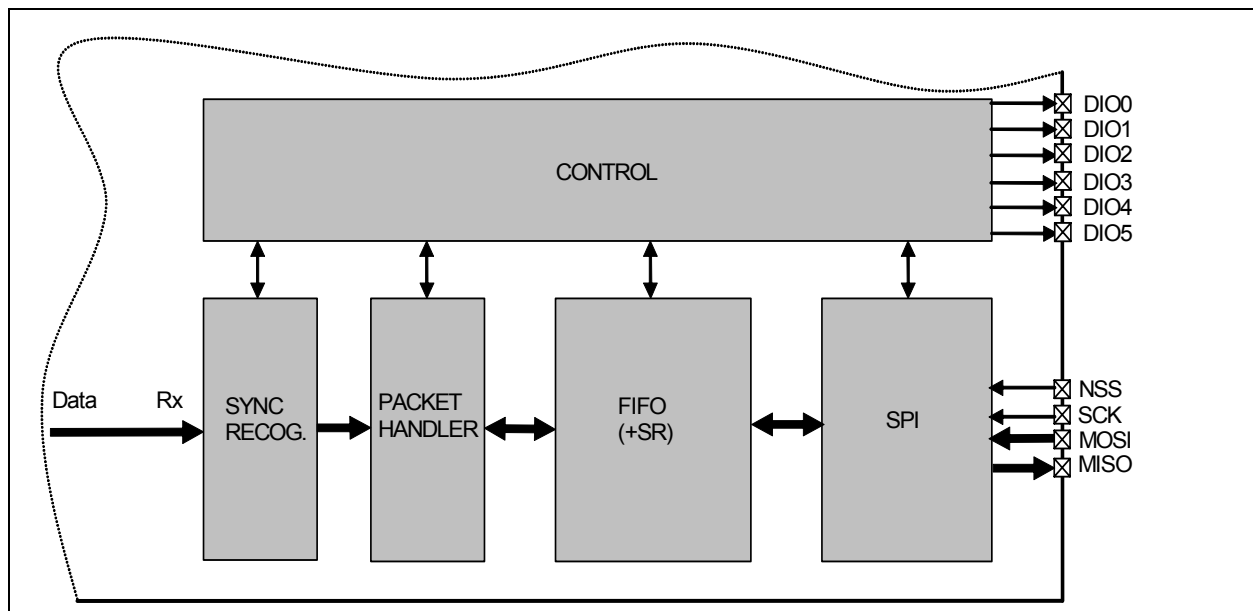 DIO0
DIO1
DIO2
DIO3
DIO4
DIO5
CONTROL
Data
Rx
SYNC
RECOG.
PACKET
HANDLER
FIFO
(+SR)
SPI
NSS
SCK
MOSI
MISO